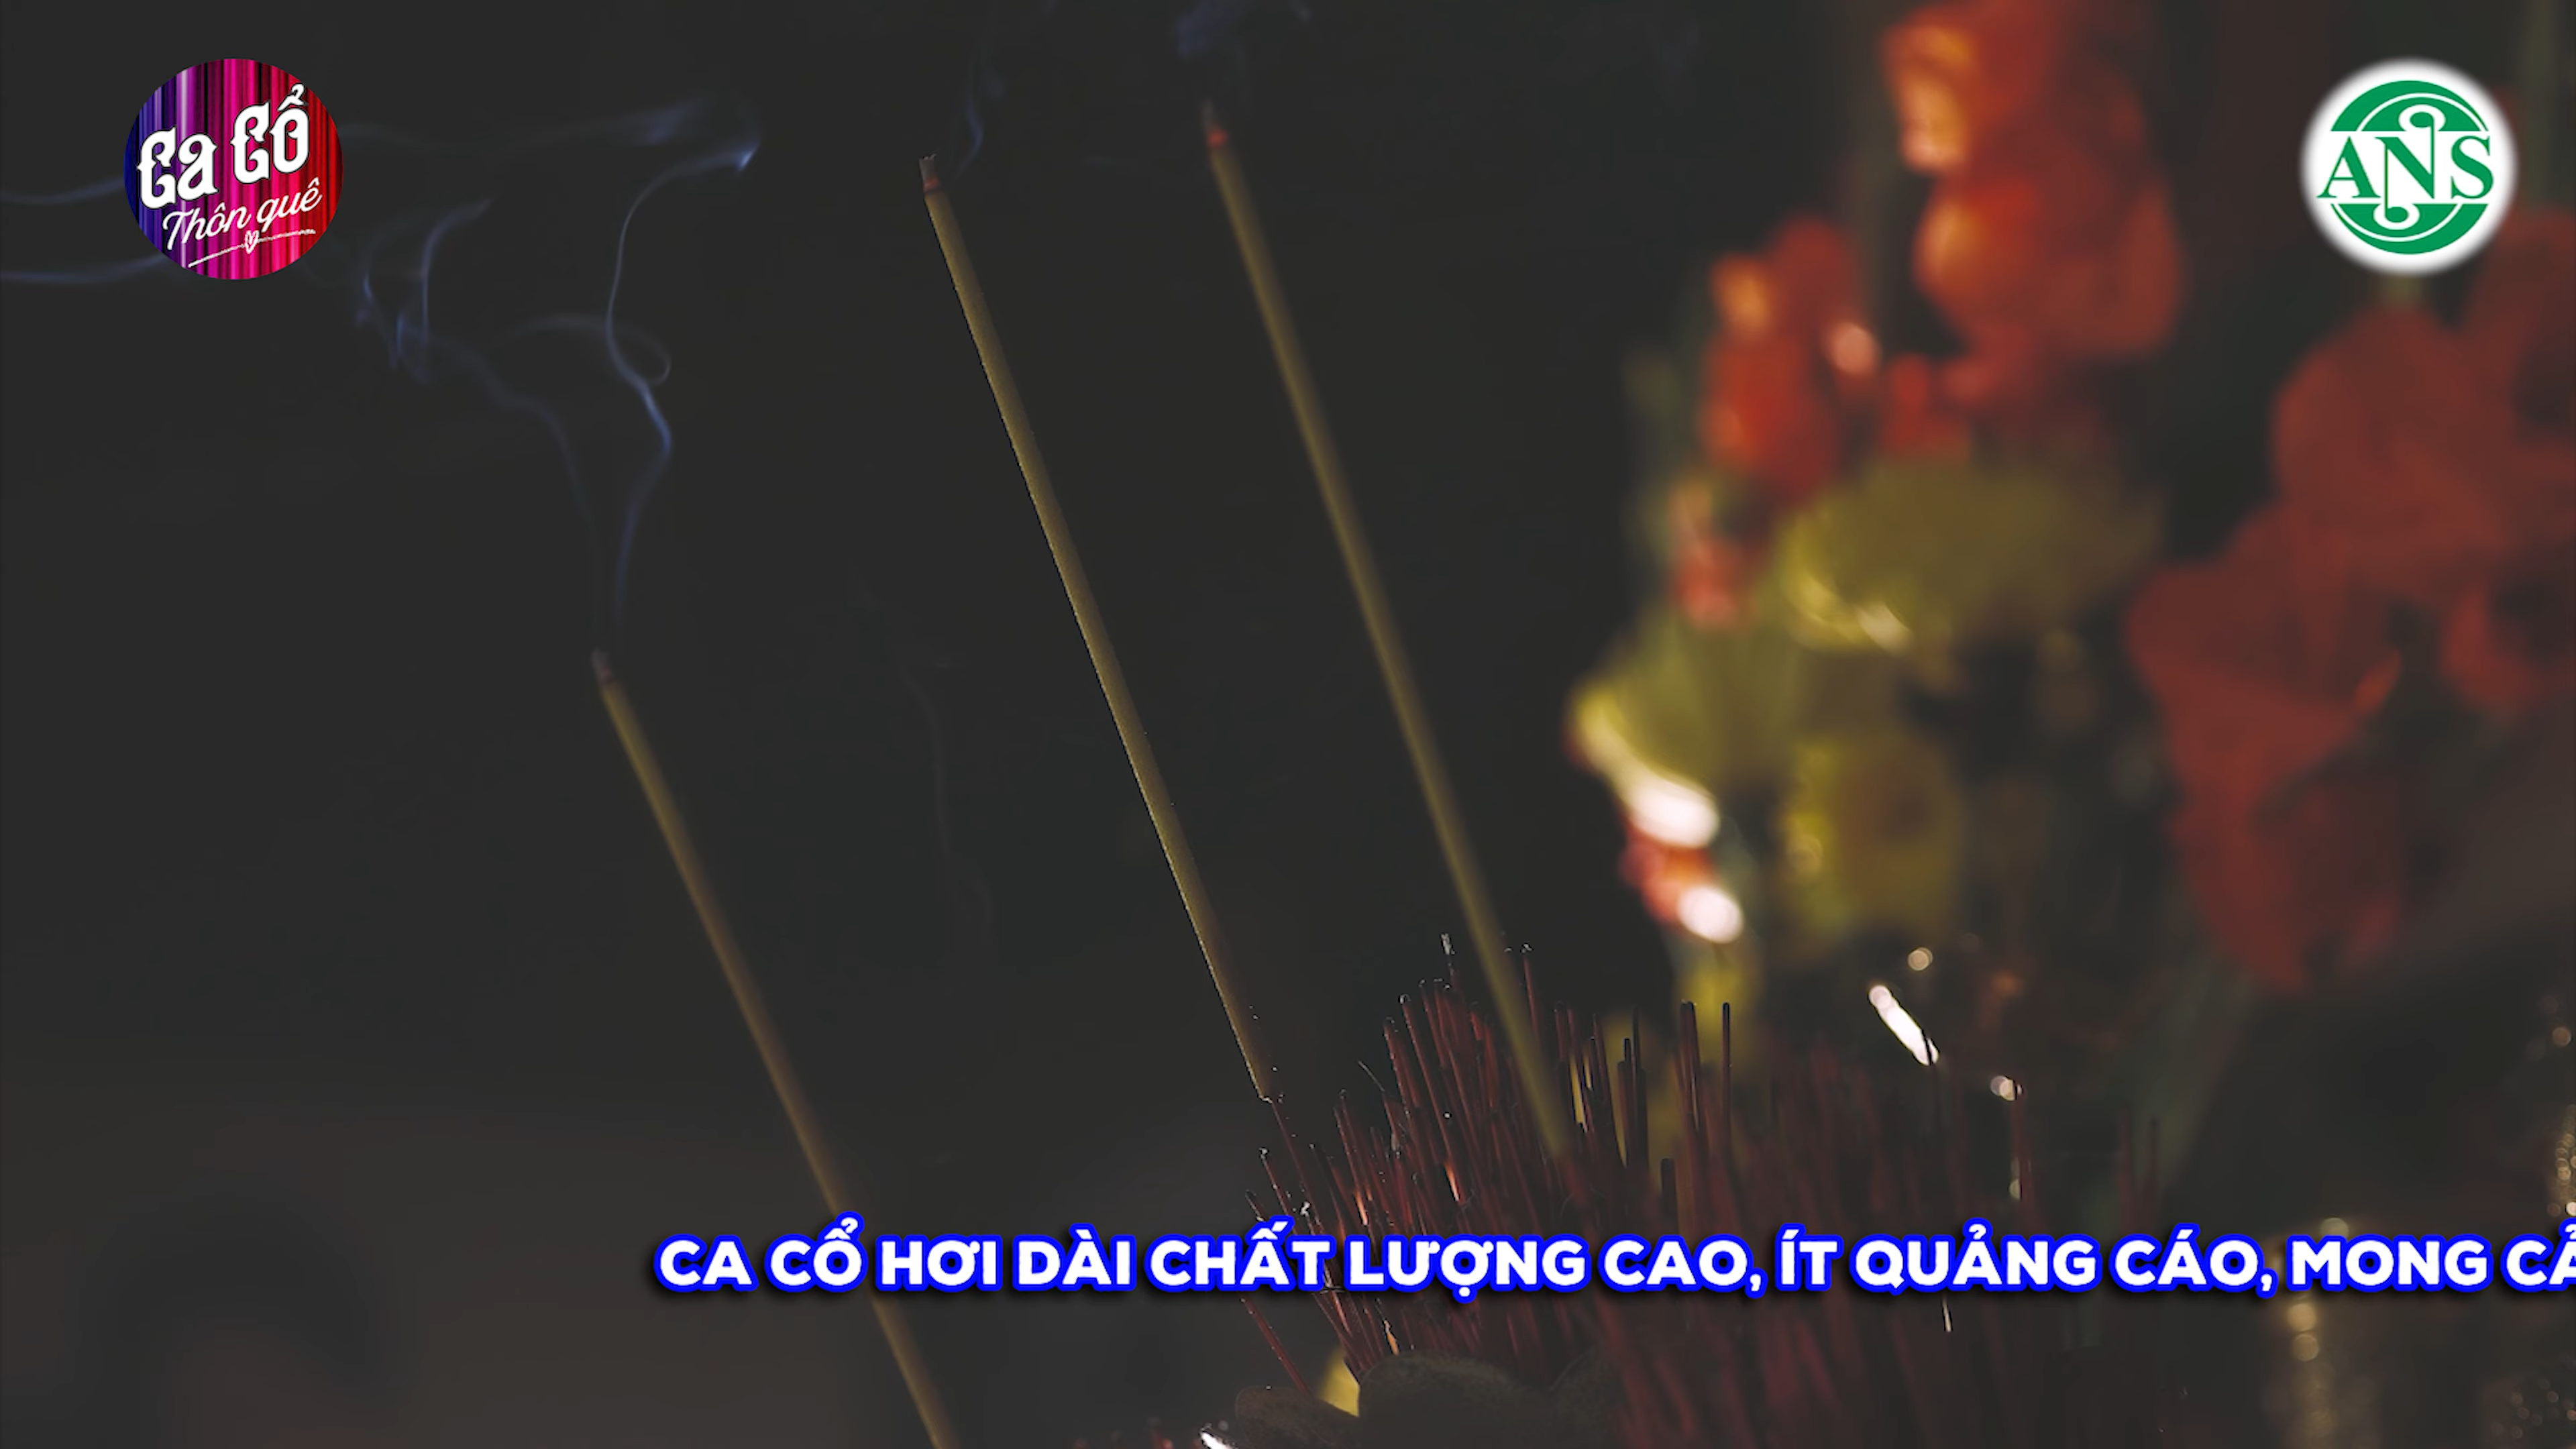 Ca Cổ
Thôn quê
ANS
CA CỔ HƠI DÀI CHẤT LƯỢNG CAO, ÍT QUẢNG CÁO, MONG